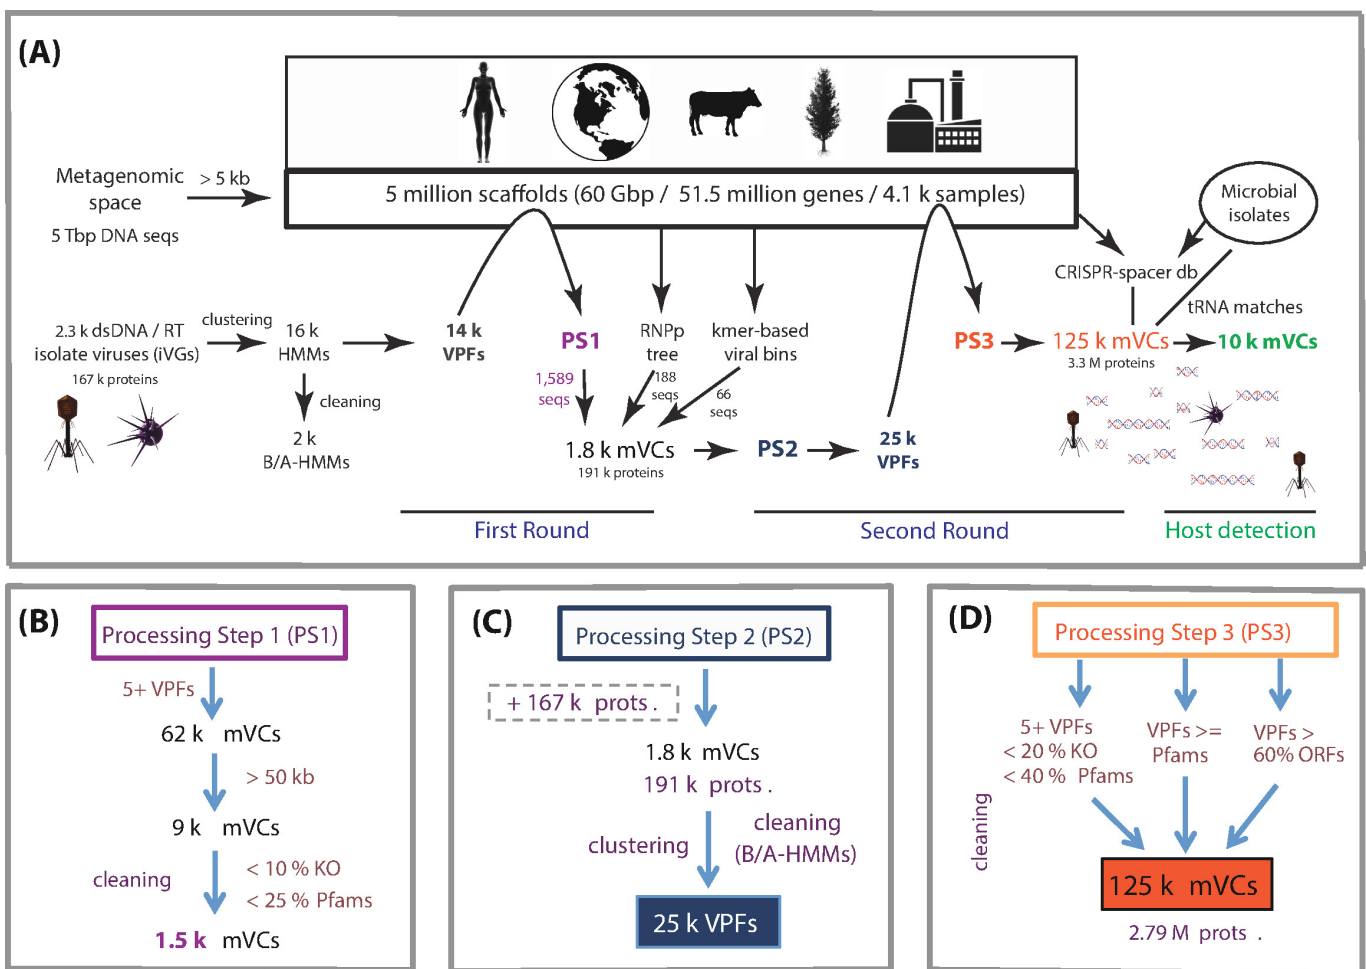 (A)
Metagenomic
space
5 Tbp DNA seqs
> 5 kb
5 million scaffolds (60 Gbp / 51.5 million genes / 4.1 k samples)
Microbial
isolates
CRISPR-spacer db
tRNA matches
2.3 k dsDNA / RT
isolate viruses (iVGs)
167 k proteins
clustering
16 k
HMMs
cleaning
2 k
B/A-HMMs
14 k
VPFs
PS1
1,589
seqs
RNPp
tree
188
seqs
kmer-based
viral bins
66
seqs
1.8 k mVCs
191 k proteins
PS2
25 k
VPFs
PS3
125 k mVCs
3.3 M proteins
10 k mVCs
First Round
Second Round
Host detection
(B)
Processing Step 1 (PS1)
5+ VPFs
62 k mVCs
> 50 kb
9 k mVCs
cleaning
< 10 % KO
< 25 % Pfams
1.5 k mVCs
(C)
Processing Step 2 (PS2)
+ 167 k prots .
1.8 k mVCs
191 k prots .
clustering
cleaning
(B/A-HMMs)
25 k VPFs
(D)
Processing Step 3 (PS3)
5+ VPFs
< 20 % KO
< 40 % Pfams
VPFs >=
Pfams
VPFs >
60% ORFs
cleaning
125 k mVCs
2.79 M prots .